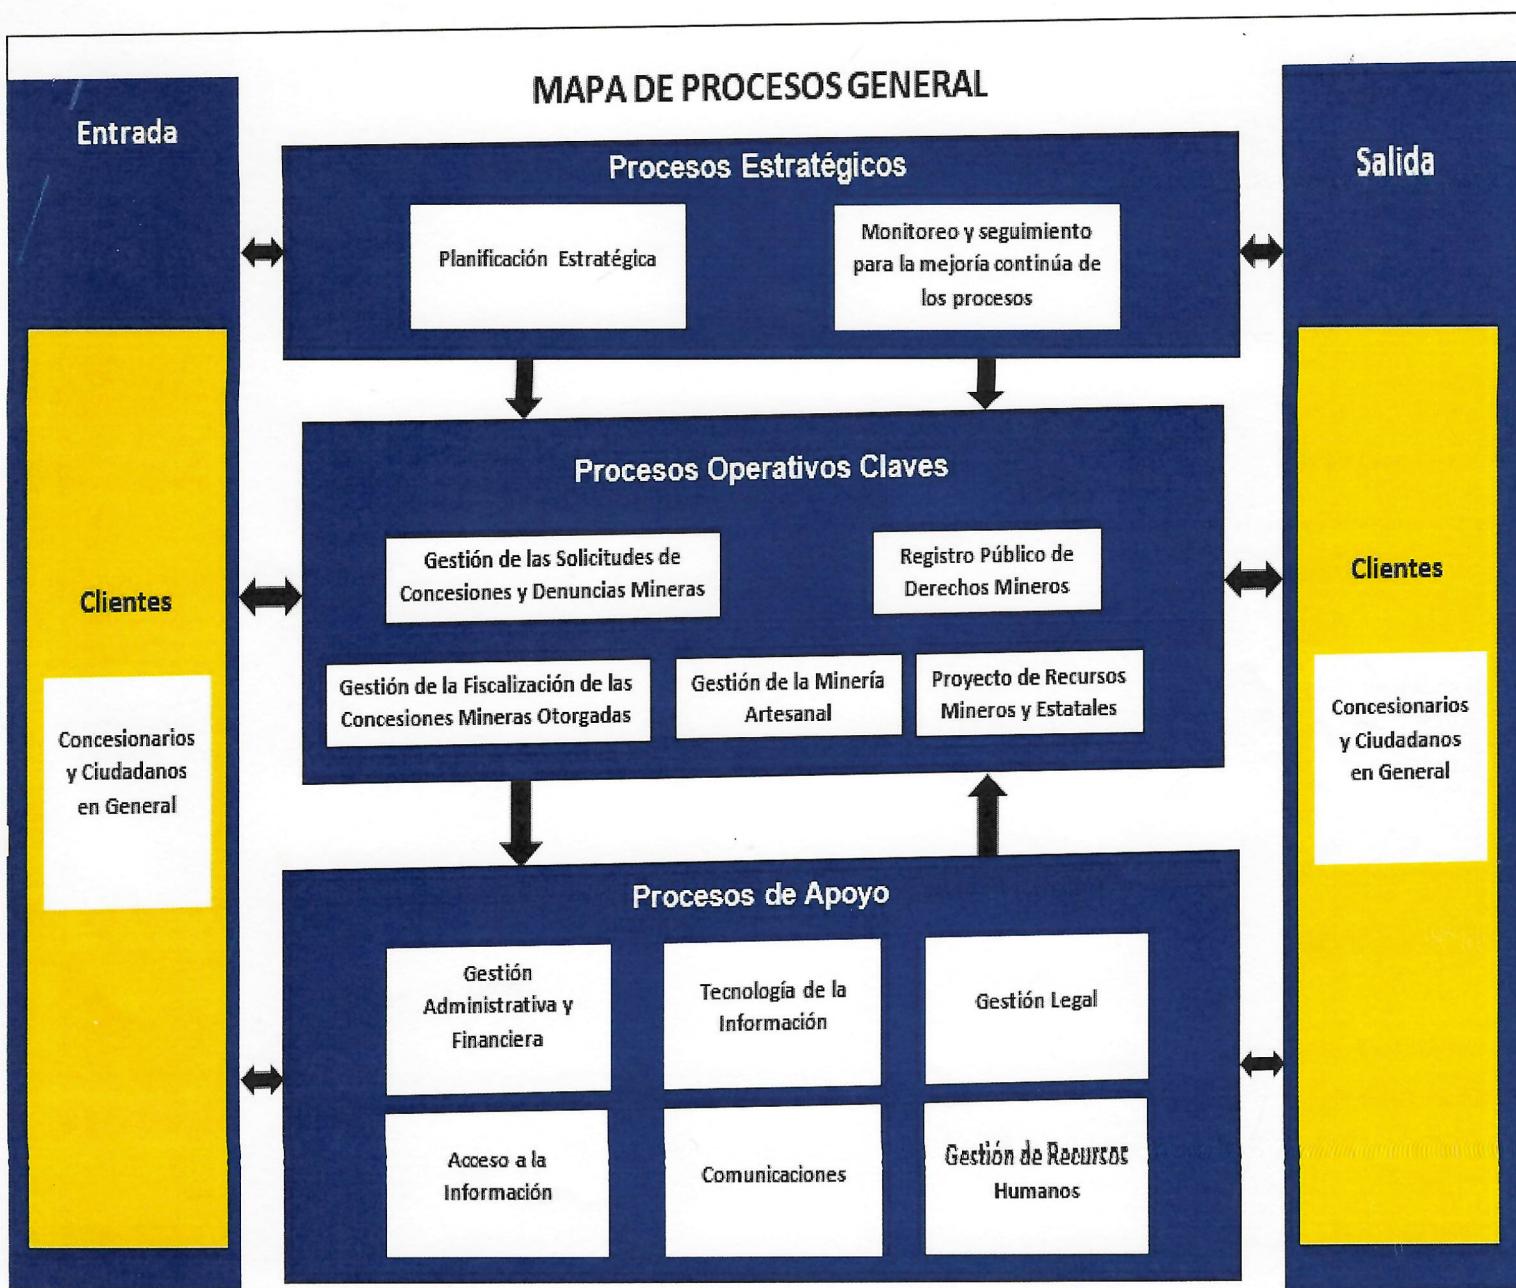 MAPA DE PROCESOS GENERAL
Entrada
Salida
Procesos Estratégicos
Planificación Estratégica
Monitoreo y seguimiento
para la mejoría continúa de
los procesos
Procesos Operativos Claves
Gestión de las Solicitudes de
Concesiones y Denuncias Mineras
Registro Público de
Derechos Mineros
Gestión de la Fiscalización de las
Concesiones Mineras Otorgadas
Gestión de la Minería
Artesanal
Proyecto de Recursos
Mineros y Estatales
Clientes
Concesionarios
y Ciudadanos
en General
Clientes
Concesionarios
y Ciudadanos
en General
Procesos de Apoyo
Gestión
Administrativa y
Financiera
Tecnología de la
Información
Gestión Legal
Acceso a la
Información
Comunicaciones
Gestión de Recursos
Humanos